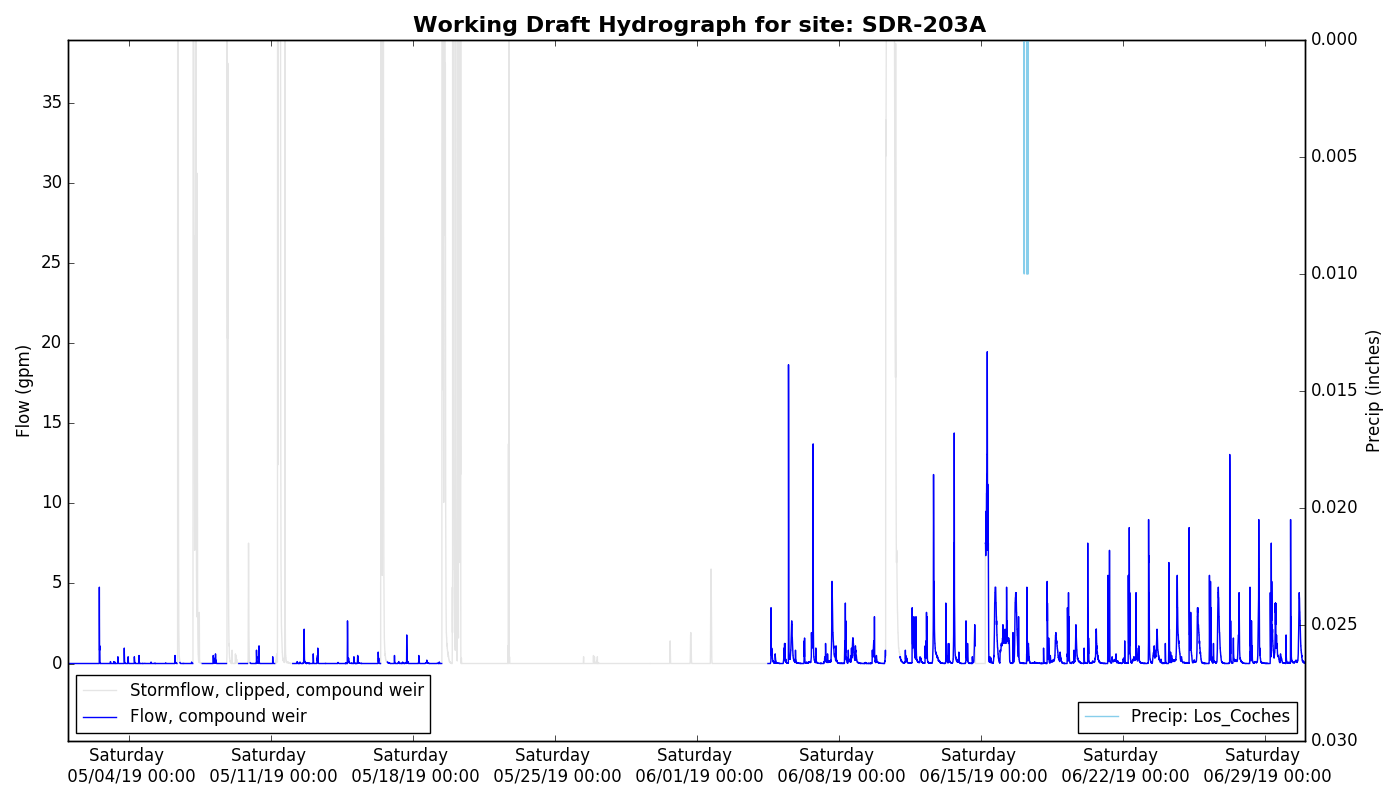 Working Draft Hydrograph for site: SDR-203A
35
30
25
20
15
10
5
0
Flow (gpm)
0.000
0.005
0.010
0.015
0.020
0.025
0.030
Precip (inches)
Stormflow, clipped, compound weir
Flow, compound weir
Precip: Los_Coches
Saturday Saturday Saturday Saturday Saturday Saturday Saturday Saturday Saturday
05/04/19 00:00 05/11/19 00:00 05/18/19 00:00 05/25/19 00:00 06/01/19 00:00 06/08/19 00:00 06/15/19 00:00 06/22/19 00:00 06/29/19 00:00